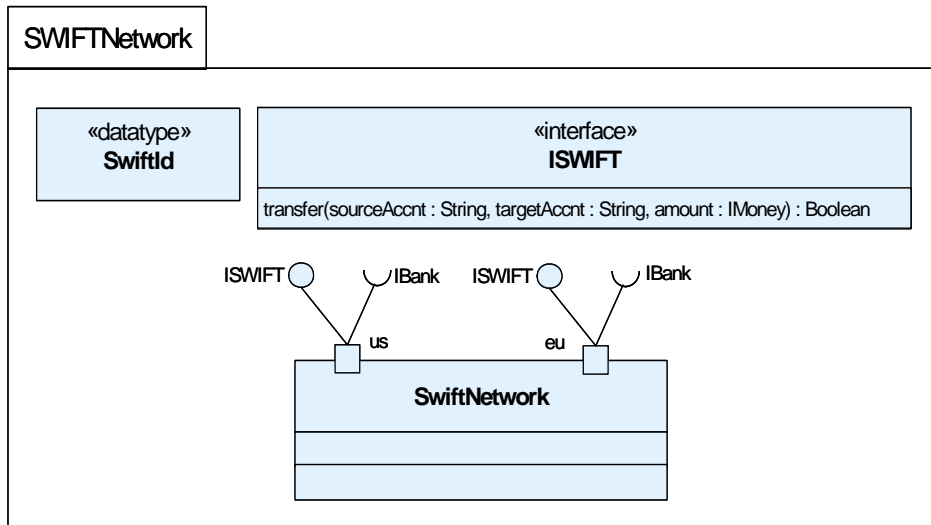 SWIFTNetwork
«datatype»
SwiftId
«interface»
ISWIFT
transfer(sourceAccnt : String, targetAccnt : String, amount : IMoney) : Boolean
ISWIFT
IBank
ISWIFT
IBank
us
eu
SwiftNetwork